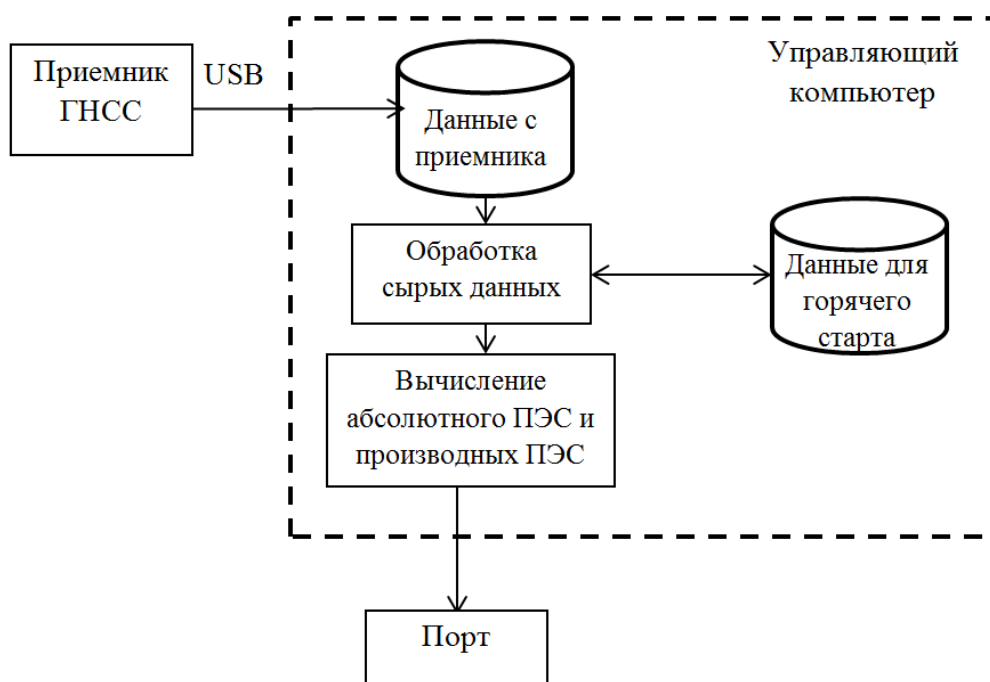 Приемник
ГНСС
USB
Данные с
приемника
Управляющий
компьютер
Обработка
сырых данных
Данные для
горячего
старта
Вычисление
абсолютного ПЭС и
производных ПЭС
Порт